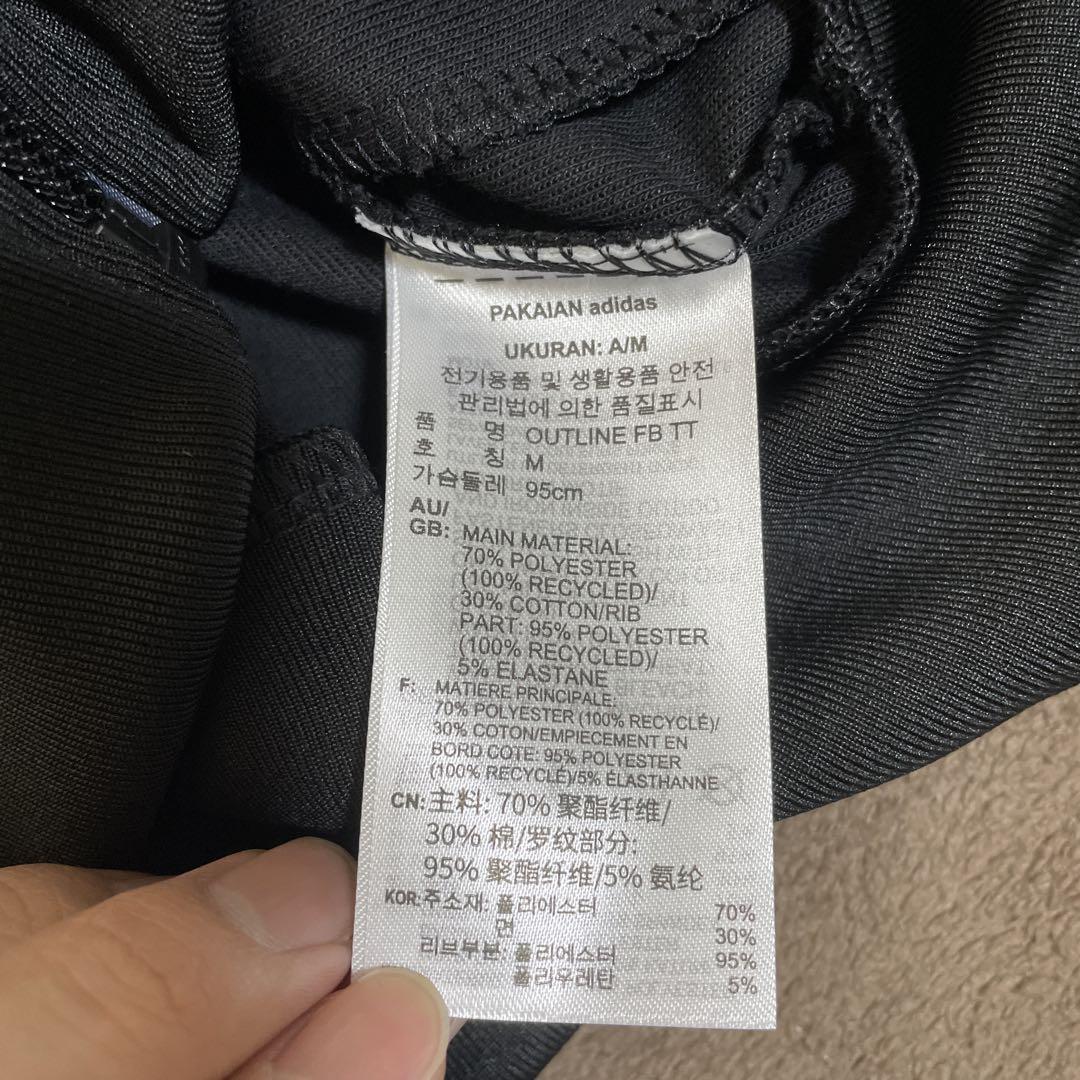 PAKAIAN adidas
UKURAN: A/M
전기용품 및 생활용품 안전
관리법에 의한 품질표시
품 명 OUTLINE FB TT
호 칭 M
가슴둘레 95cm
AU/
GB: MAIN MATERIAL:
70% POLYESTER
(100% RECYCLED)/
30% COTTON/RIB
PART: 95% POLYESTER
(100% RECYCLED)/
5% ELASTANE
F: MATIERE PRINCIPALE:
70% POLYESTER (100% RECYCLÉ)/
30% COTON/EMPIECEMENT EN
BORD COTE: 95% POLYESTER
(100% RECYCLÉ)/5% ÉLASTHANNE
CN: 主料: 70% 聚酯纤维/
30% 棉/罗纹部分:
95% 聚酯纤维/5% 氨纶
KOR: 주소재: 폴리에스터 70%
면 30%
리브부분: 폴리에스터 95%
폴리우레탄 5%